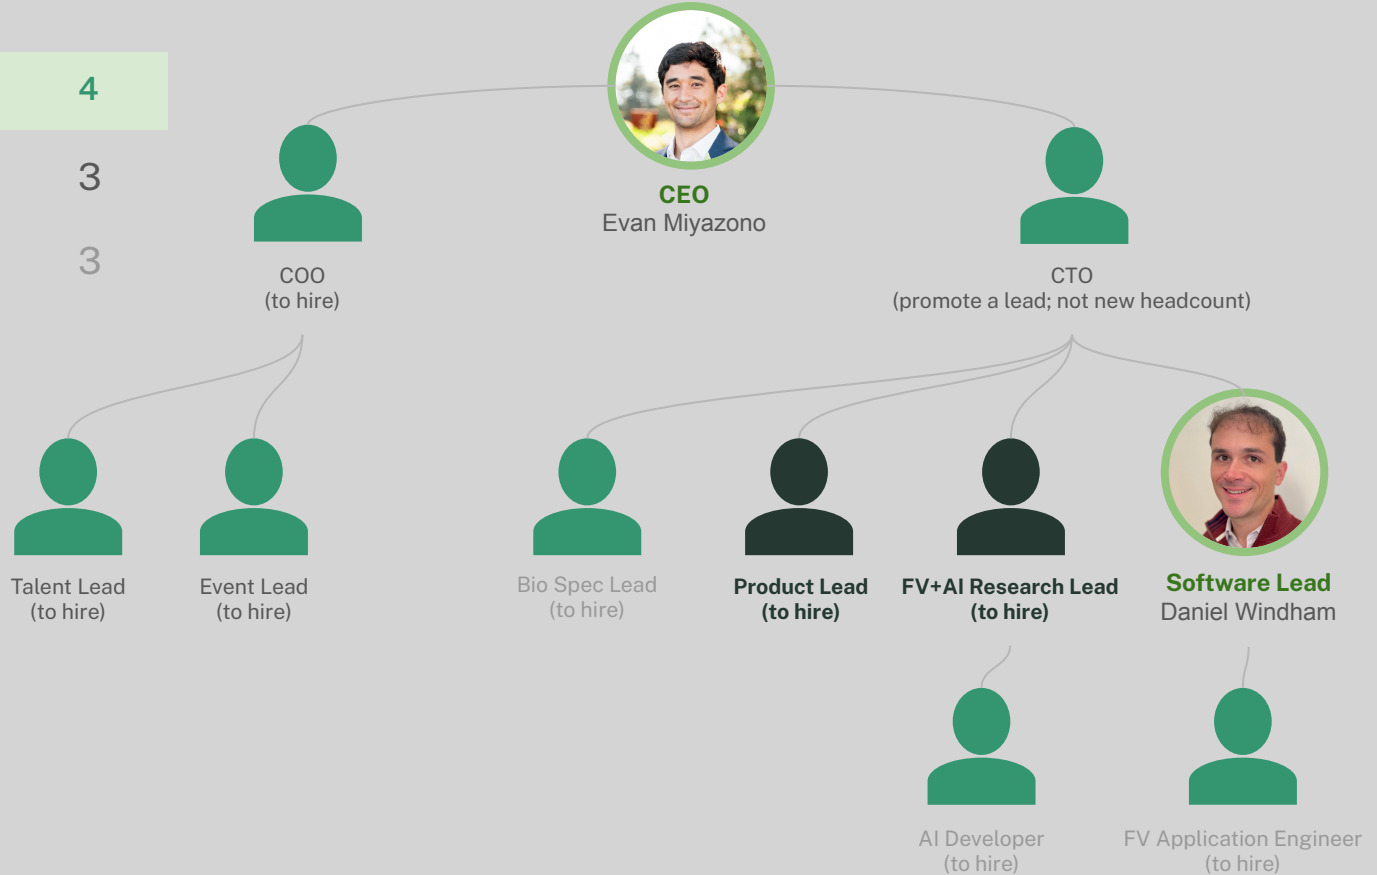 4
3
3
CEO
Evan Miyazono
COO
(to hire)
CTO
(promote a lead; not new headcount)
Talent Lead
(to hire)
Event Lead
(to hire)
Bio Spec Lead
(to hire)
Product Lead
(to hire)
FV+AI Research Lead
(to hire)
Software Lead
Daniel Windham
AI Developer
(to hire)
FV Application Engineer
(to hire)